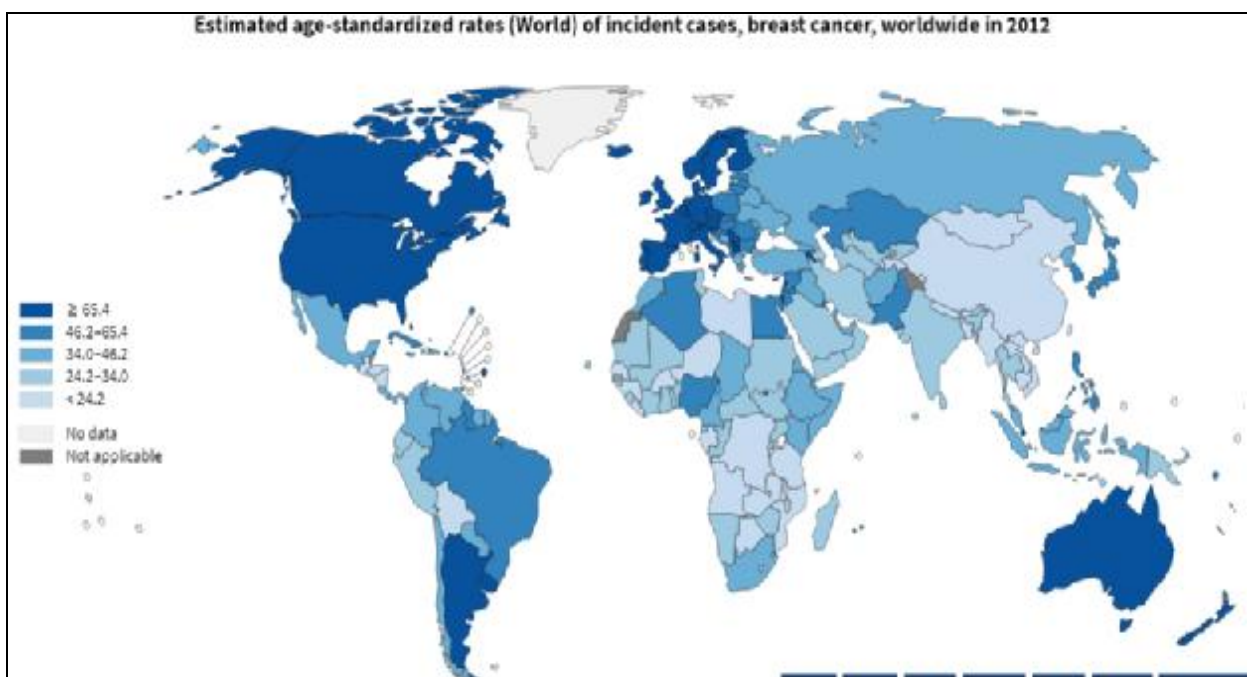 Estimated age-standardized rates (World) of incident cases, breast cancer, worldwide in 2012
≥ 65.4
46.2–65.4
34.0–46.2
24.2–34.0
< 24.2
No data
Not applicable